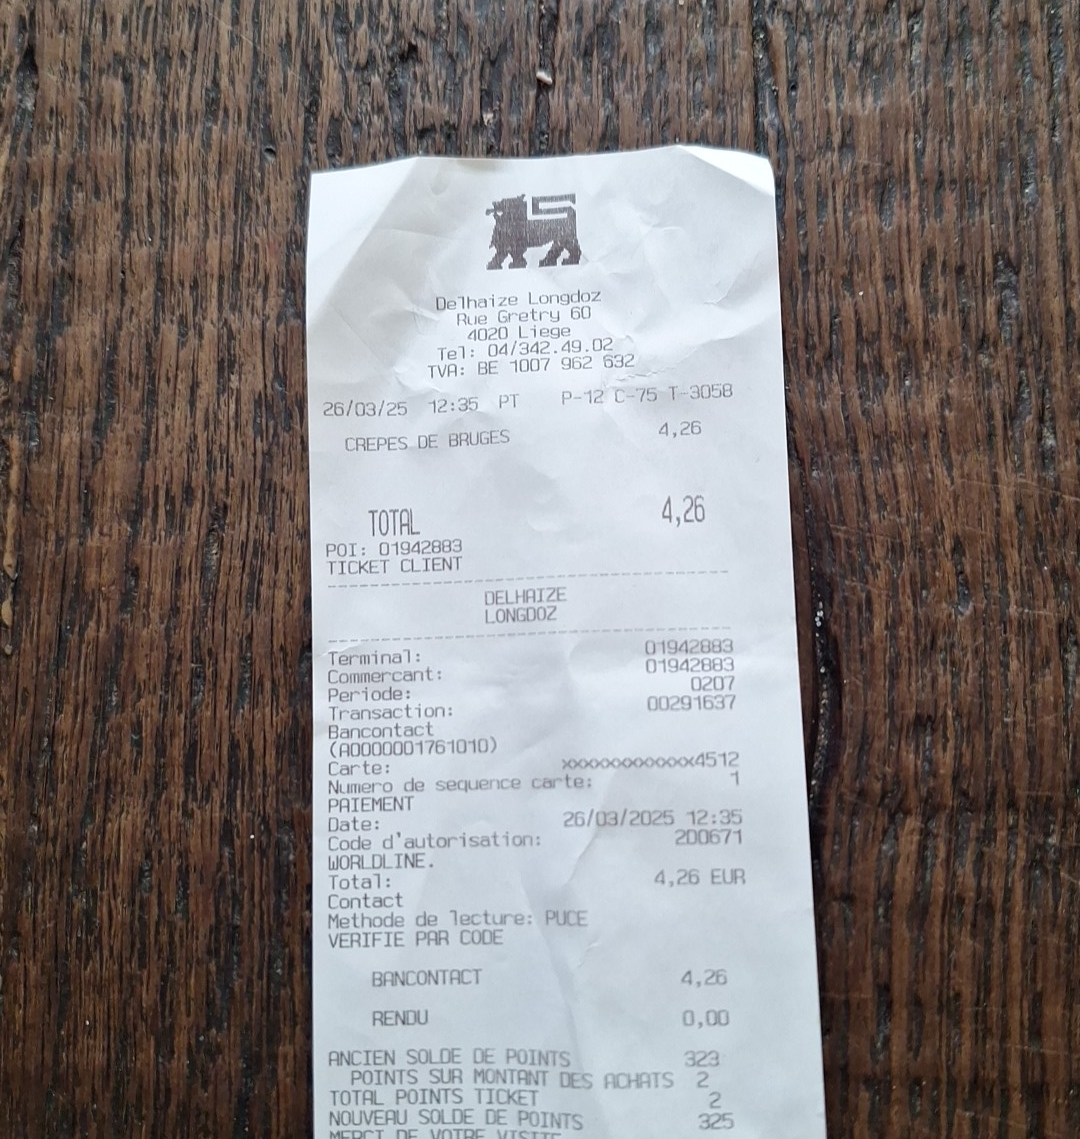 Delhaize Longdoz
Rue Gretry 60
4020 Liege
Tel: 04/342.49.02
TVA: BE 1007 962 632
26/03/25 12:35 PT P-12 C-75 T-3058
CREPES DE BRUGES 4,26
TOTAL 4,26
POI: 01942883
TICKET CLIENT
DELHAIZE
LONGDOZ
Terminal: 01942883
Commercant: 01942883
Periode: 0207
Transaction: 00291637
Bancontact
(A0000001761010)
Carte: xxxxxxxxxxxxx4512
Numero de sequence carte: 1
PAIEMENT
Date: 26/03/2025 12:35
Code d'autorisation: 200671
WORLDLINE.
Total: 4,26 EUR
Contact
Methode de lecture: PUCE
VERIFIE PAR CODE
BANCONTACT 4,26
RENDU 0,00
ANCIEN SOLDE DE POINTS 323
POINTS SUR MONTANT DES ACHATS 2
TOTAL POINTS TICKET 2
NOUVEAU SOLDE DE POINTS 325
MERCI DE VOTRE VISITE